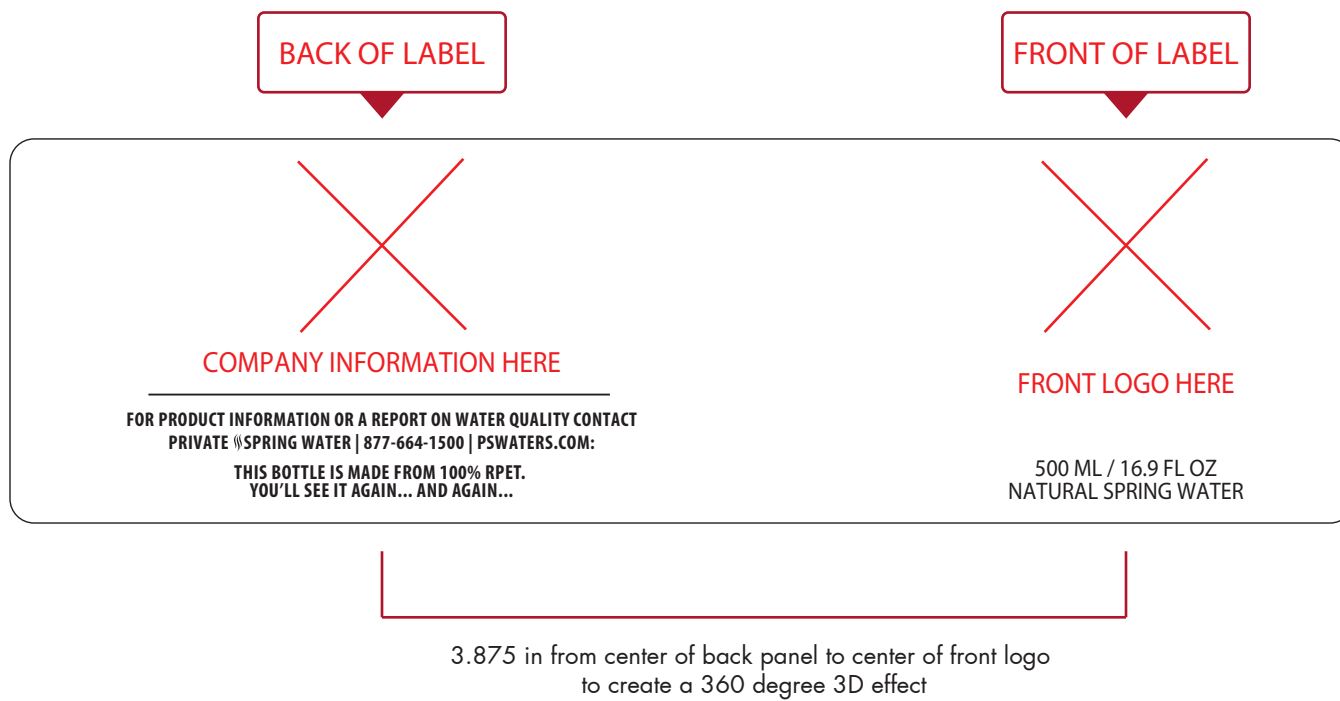 BACK OF LABEL
FRONT OF LABEL
COMPANY INFORMATION HERE
FOR PRODUCT INFORMATION OR A REPORT ON WATER QUALITY CONTACT
PRIVATE SPRING WATER | 877-664-1500 | PSWATERS.COM:
THIS BOTTLE IS MADE FROM 100% RPET.
YOU'LL SEE IT AGAIN... AND AGAIN...
FRONT LOGO HERE
500 ML / 16.9 FL OZ
NATURAL SPRING WATER
3.875 in from center of back panel to center of front logo
to create a 360 degree 3D effect